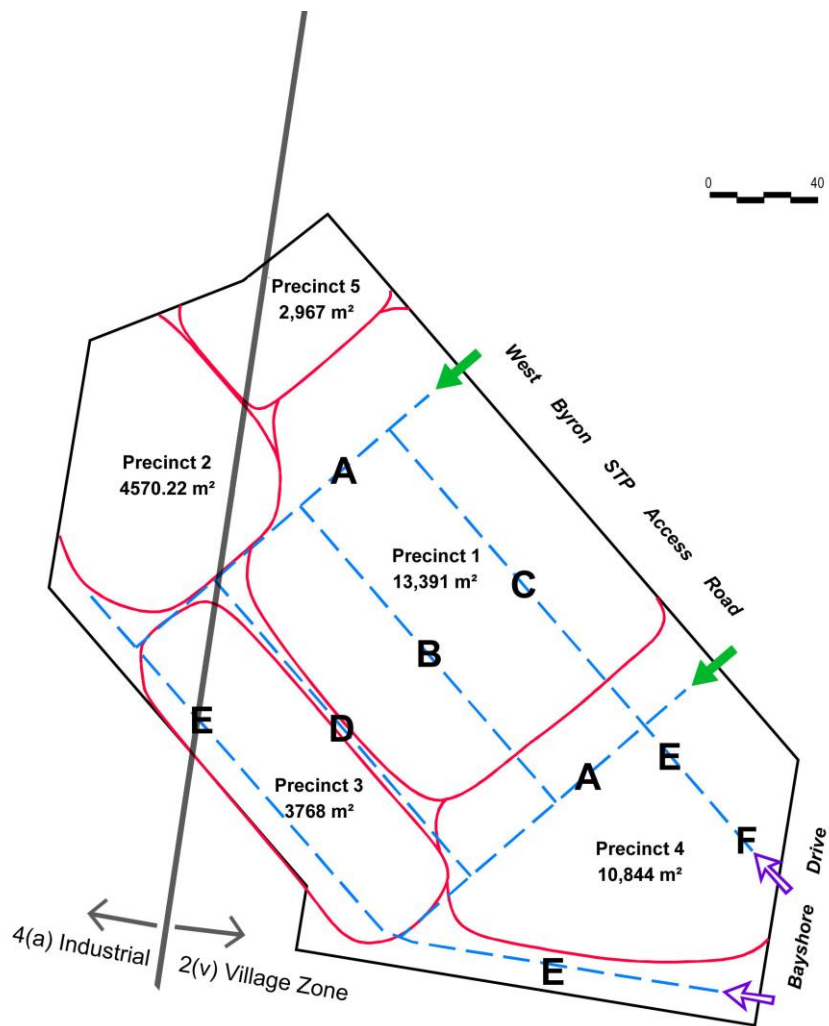 0
40
Precinct 5
2,967 m²
West Byron STP Access Road
Precinct 2
4570.22 m²
A
Precinct 1
13,391 m²
C
B
E
D
Precinct 3
3768 m²
A
E
F
Precinct 4
10,844 m²
Bayshore Drive
4(a) Industrial
2(v) Village Zone
E